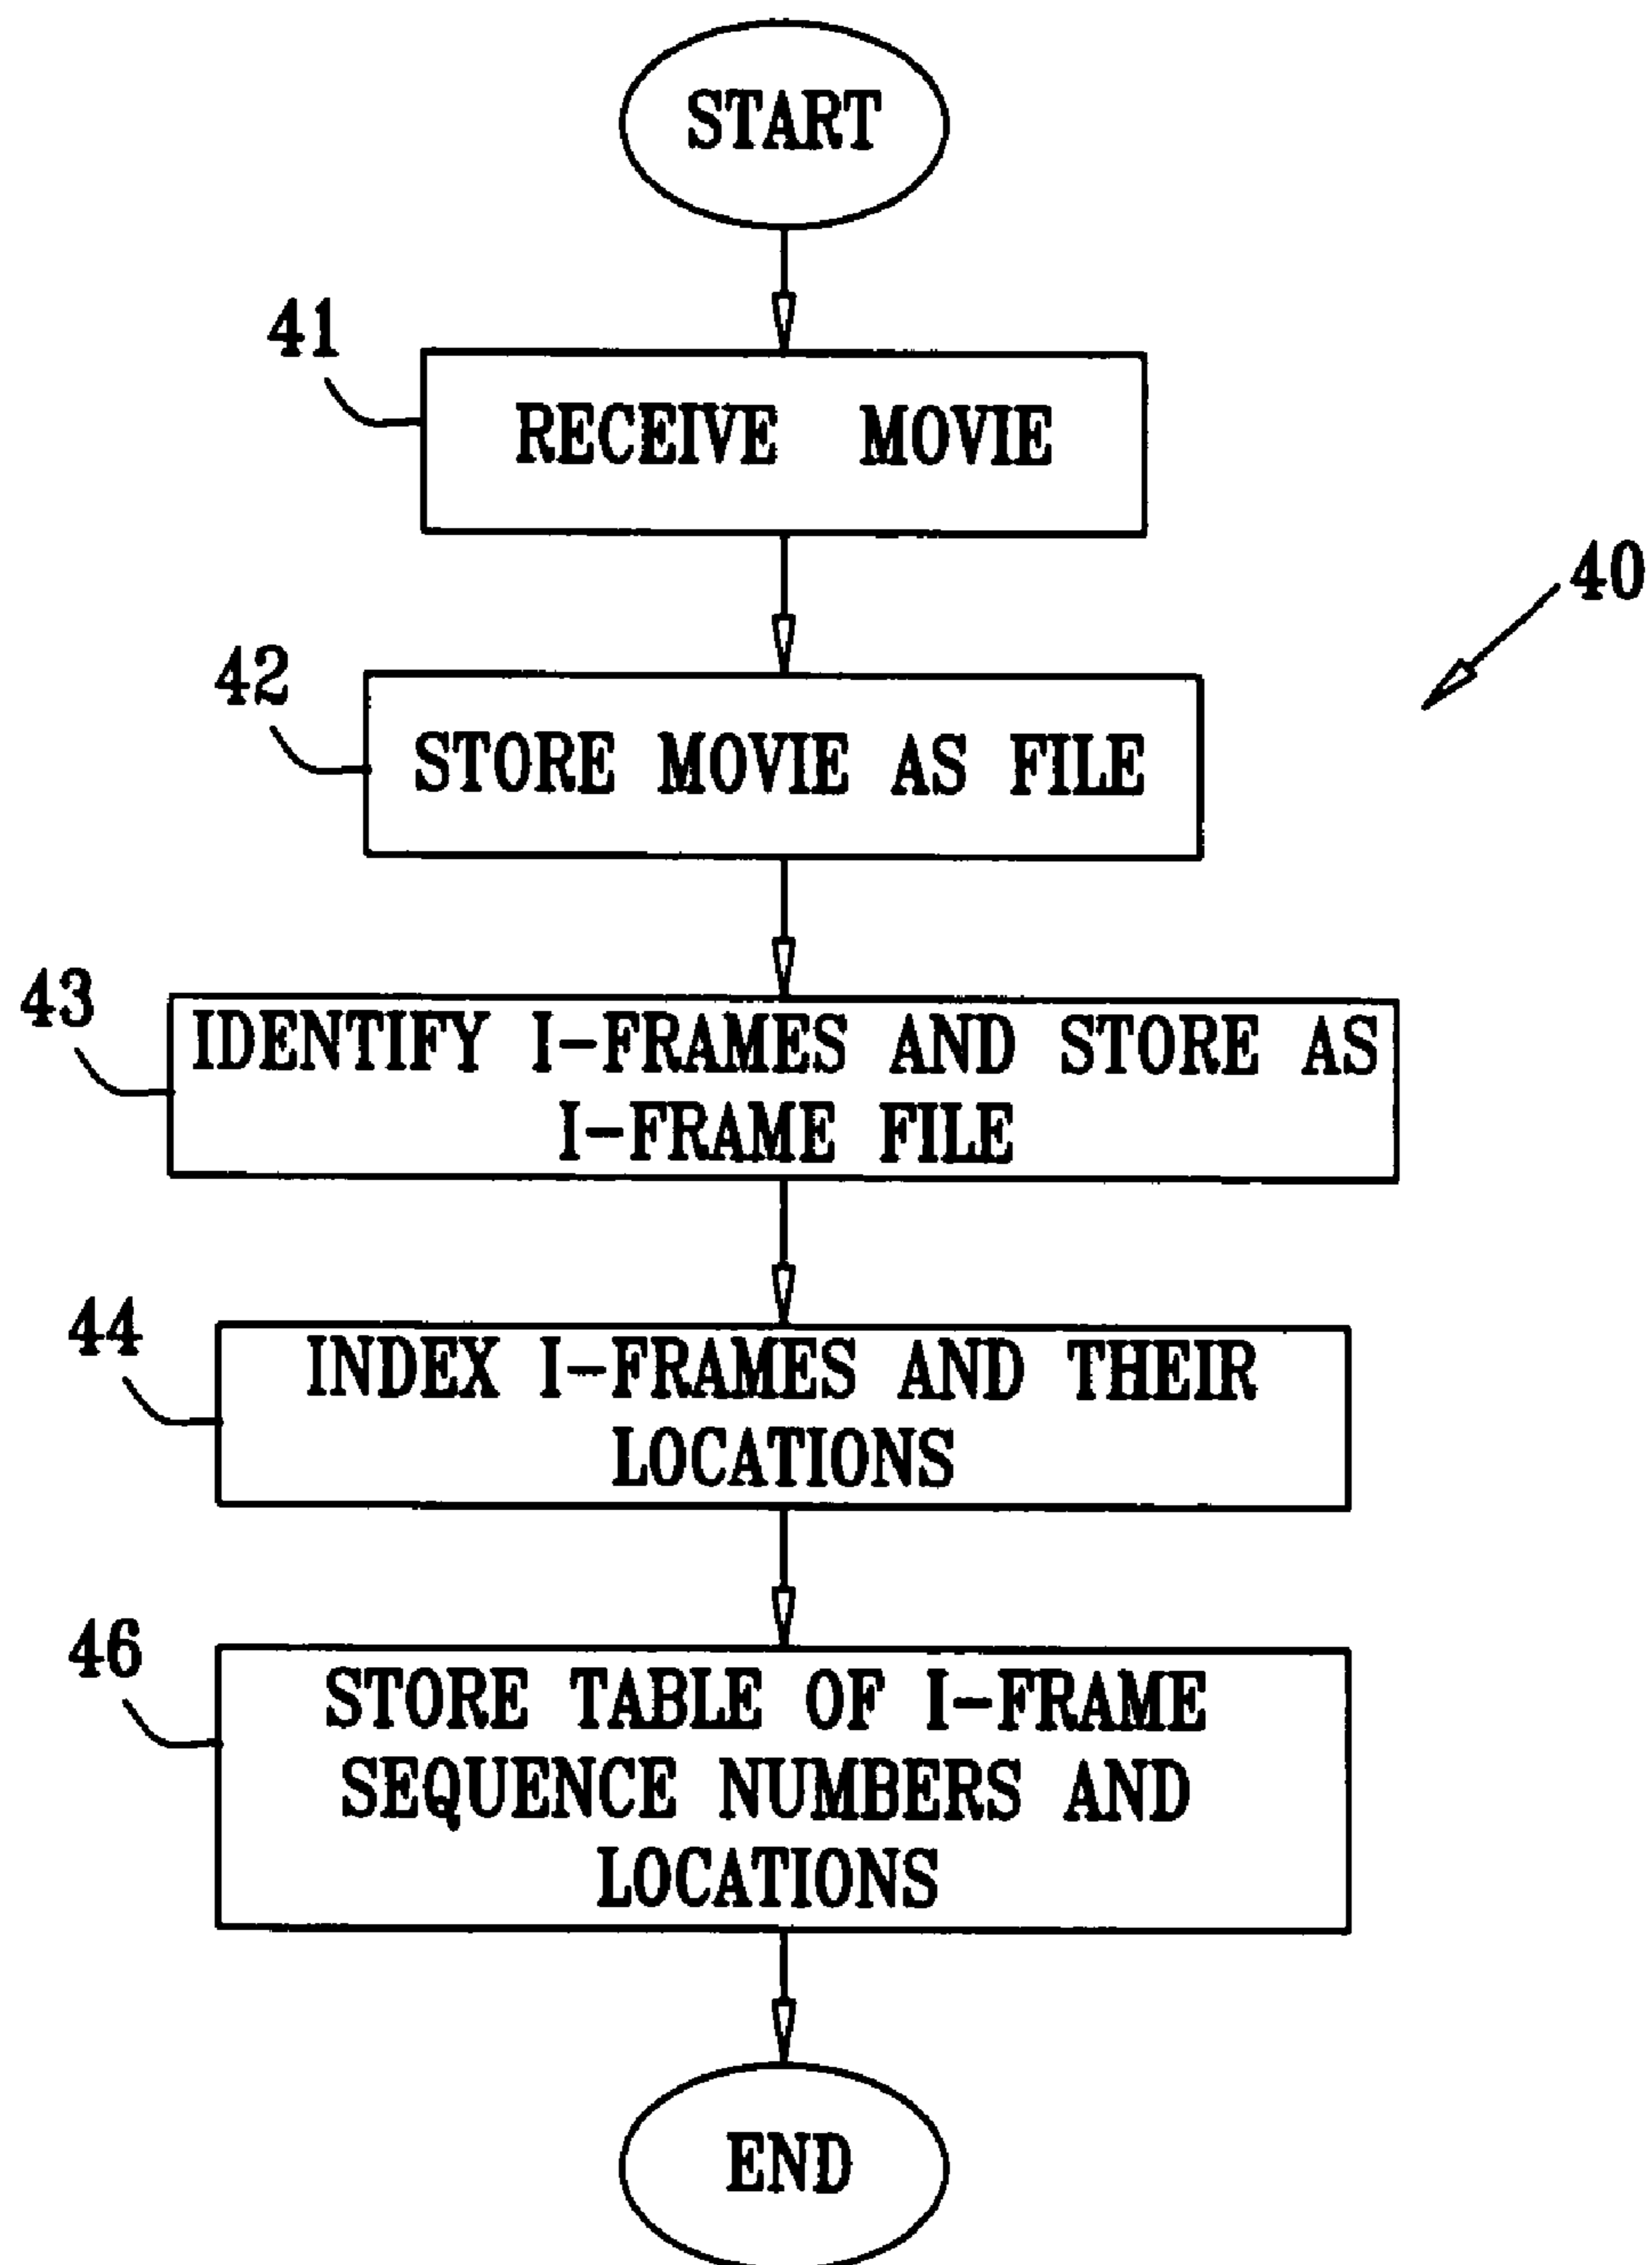 START
41
RECEIVE MOVIE
40
42
STORE MOVIE AS FILE
43
IDENTIFY I-FRAMES AND STORE AS
I-FRAME FILE
44
INDEX I-FRAMES AND THEIR
LOCATIONS
46
STORE TABLE OF I-FRAME
SEQUENCE NUMBERS AND
LOCATIONS
END